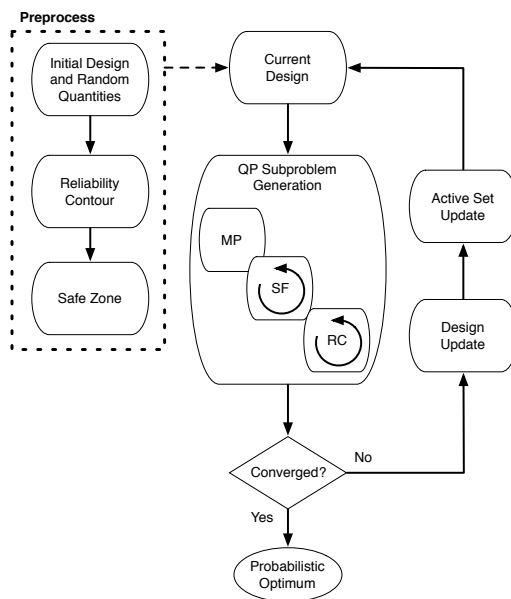 Preprocess
Initial Design
and Random
Quantities
Reliability
Contour
Safe Zone
Current
Design
QP Subproblem
Generation
MP
SF
RC
Active Set
Update
Design
Update
Converged?
No
Yes
Probabilistic
Optimum